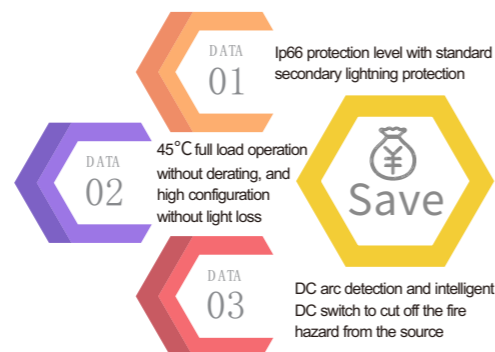 DATA
01
Ip66 protection level with standard
secondary lightning protection
DATA
02
45℃ full load operation
without derating, and
high configuration
without light loss
¥
Save
DATA
03
DC arc detection and intelligent
DC switch to cut off the fire
hazard from the source